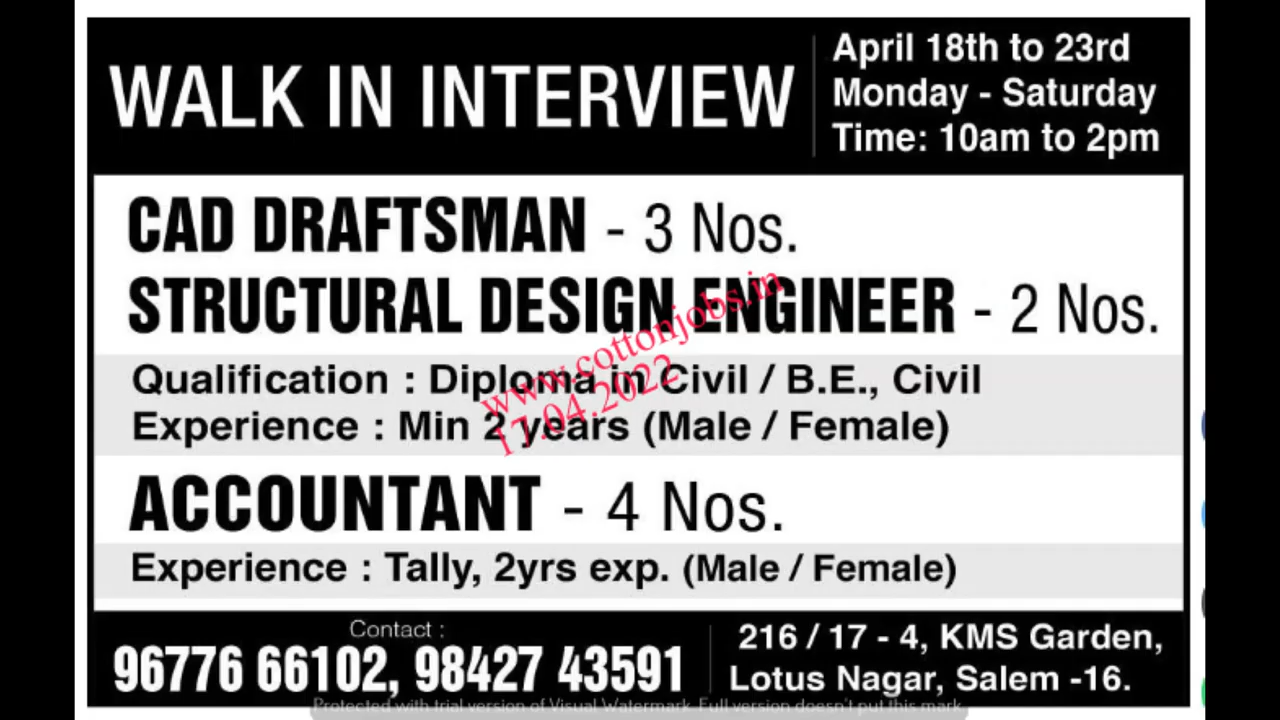 WALK IN INTERVIEW
April 18th to 23rd
Monday - Saturday
Time: 10am to 2pm
CAD DRAFTSMAN - 3 Nos.
STRUCTURAL DESIGN ENGINEER - 2 Nos.
Qualification : Diploma in Civil / B.E., Civil
Experience : Min 2 years (Male / Female)
www.cottonjobs.in
17.04.2022
ACCOUNTANT - 4 Nos.
Experience : Tally, 2yrs exp. (Male / Female)
Contact :
96776 66102, 98427 43591
216 / 17 - 4, KMS Garden,
Lotus Nagar, Salem -16.
Protected with trial version of Visual Watermark. Full version doesn't put this mark.